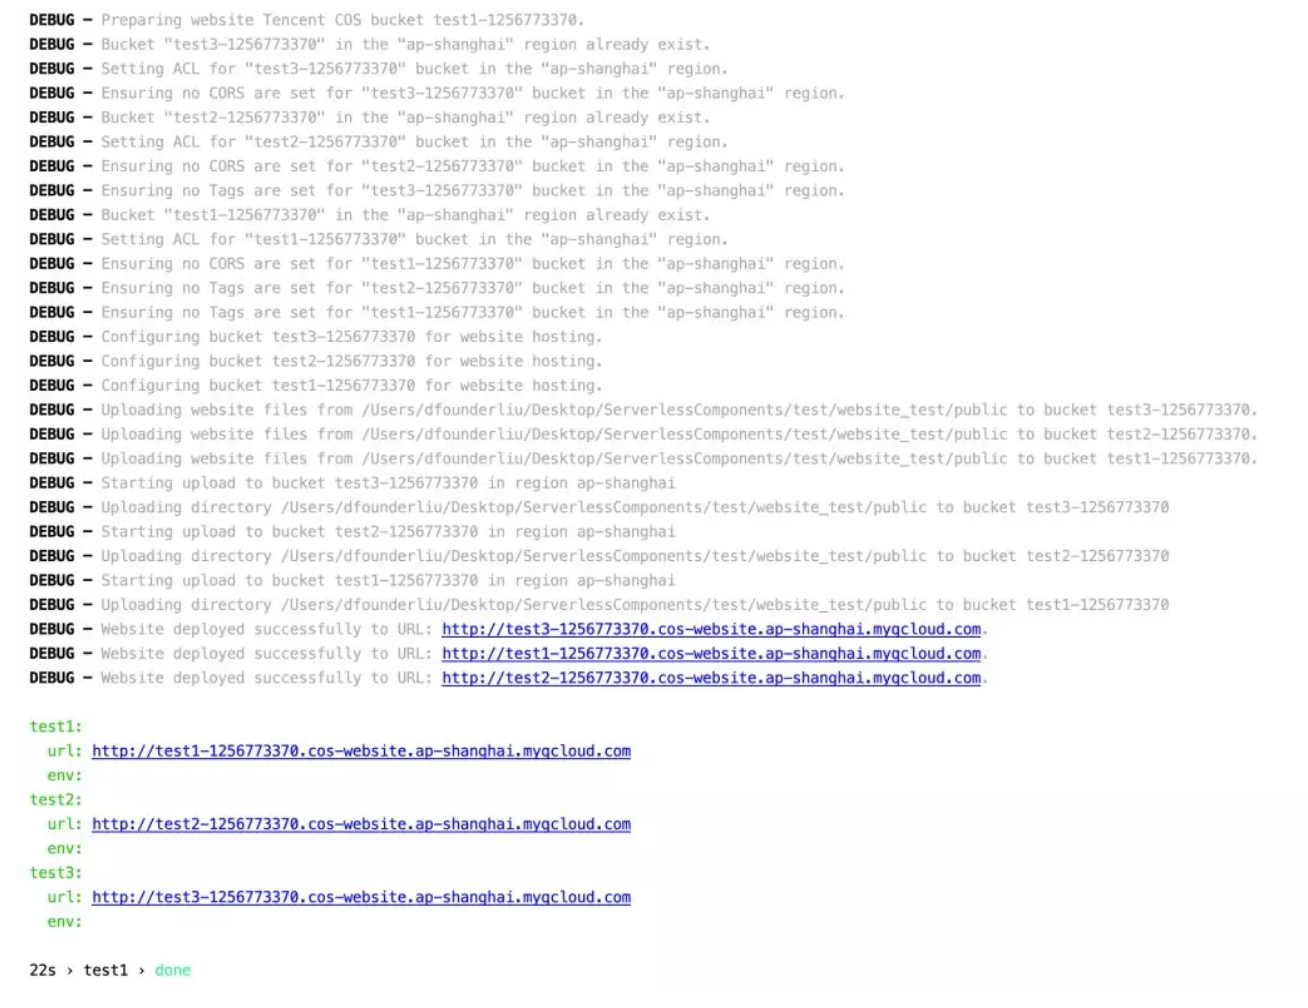 DEBUG — Preparing website Tencent COS bucket test1-1256773370.
DEBUG — Bucket "test3-1256773370" in the "ap-shanghai" region already exist.
DEBUG — Setting ACL for "test3-1256773370" bucket in the "ap-shanghai" region.
DEBUG — Ensuring no CORS are set for "test3-1256773370" bucket in the "ap-shanghai" region.
DEBUG — Bucket "test2-1256773370" in the "ap-shanghai" region already exist.
DEBUG — Setting ACL for "test2-1256773370" bucket in the "ap-shanghai" region.
DEBUG — Ensuring no CORS are set for "test2-1256773370" bucket in the "ap-shanghai" region.
DEBUG — Ensuring no Tags are set for "test3-1256773370" bucket in the "ap-shanghai" region.
DEBUG — Bucket "test1-1256773370" in the "ap-shanghai" region already exist.
DEBUG — Setting ACL for "test1-1256773370" bucket in the "ap-shanghai" region.
DEBUG — Ensuring no CORS are set for "test1-1256773370" bucket in the "ap-shanghai" region.
DEBUG — Ensuring no Tags are set for "test2-1256773370" bucket in the "ap-shanghai" region.
DEBUG — Ensuring no Tags are set for "test1-1256773370" bucket in the "ap-shanghai" region.
DEBUG — Configuring bucket test3-1256773370 for website hosting.
DEBUG — Configuring bucket test2-1256773370 for website hosting.
DEBUG — Configuring bucket test1-1256773370 for website hosting.
DEBUG — Uploading website files from /Users/dfounderliu/Desktop/ServerlessComponents/test/website_test/public to bucket test3-1256773370.
DEBUG — Uploading website files from /Users/dfounderliu/Desktop/ServerlessComponents/test/website_test/public to bucket test2-1256773370.
DEBUG — Uploading website files from /Users/dfounderliu/Desktop/ServerlessComponents/test/website_test/public to bucket test1-1256773370.
DEBUG — Starting upload to bucket test3-1256773370 in region ap-shanghai
DEBUG — Uploading directory /Users/dfounderliu/Desktop/ServerlessComponents/test/website_test/public to bucket test3-1256773370
DEBUG — Starting upload to bucket test2-1256773370 in region ap-shanghai
DEBUG — Uploading directory /Users/dfounderliu/Desktop/ServerlessComponents/test/website_test/public to bucket test2-1256773370
DEBUG — Starting upload to bucket test1-1256773370 in region ap-shanghai
DEBUG — Uploading directory /Users/dfounderliu/Desktop/ServerlessComponents/test/website_test/public to bucket test1-1256773370
DEBUG — Website deployed successfully to URL: http://test3-1256773370.cos-website.ap-shanghai.myqcloud.com.
DEBUG — Website deployed successfully to URL: http://test1-1256773370.cos-website.ap-shanghai.myqcloud.com.
DEBUG — Website deployed successfully to URL: http://test2-1256773370.cos-website.ap-shanghai.myqcloud.com.
test1:
url: http://test1-1256773370.cos-website.ap-shanghai.myqcloud.com
env:
test2:
url: http://test2-1256773370.cos-website.ap-shanghai.myqcloud.com
env:
test3:
url: http://test3-1256773370.cos-website.ap-shanghai.myqcloud.com
env:
22s › test1 › done